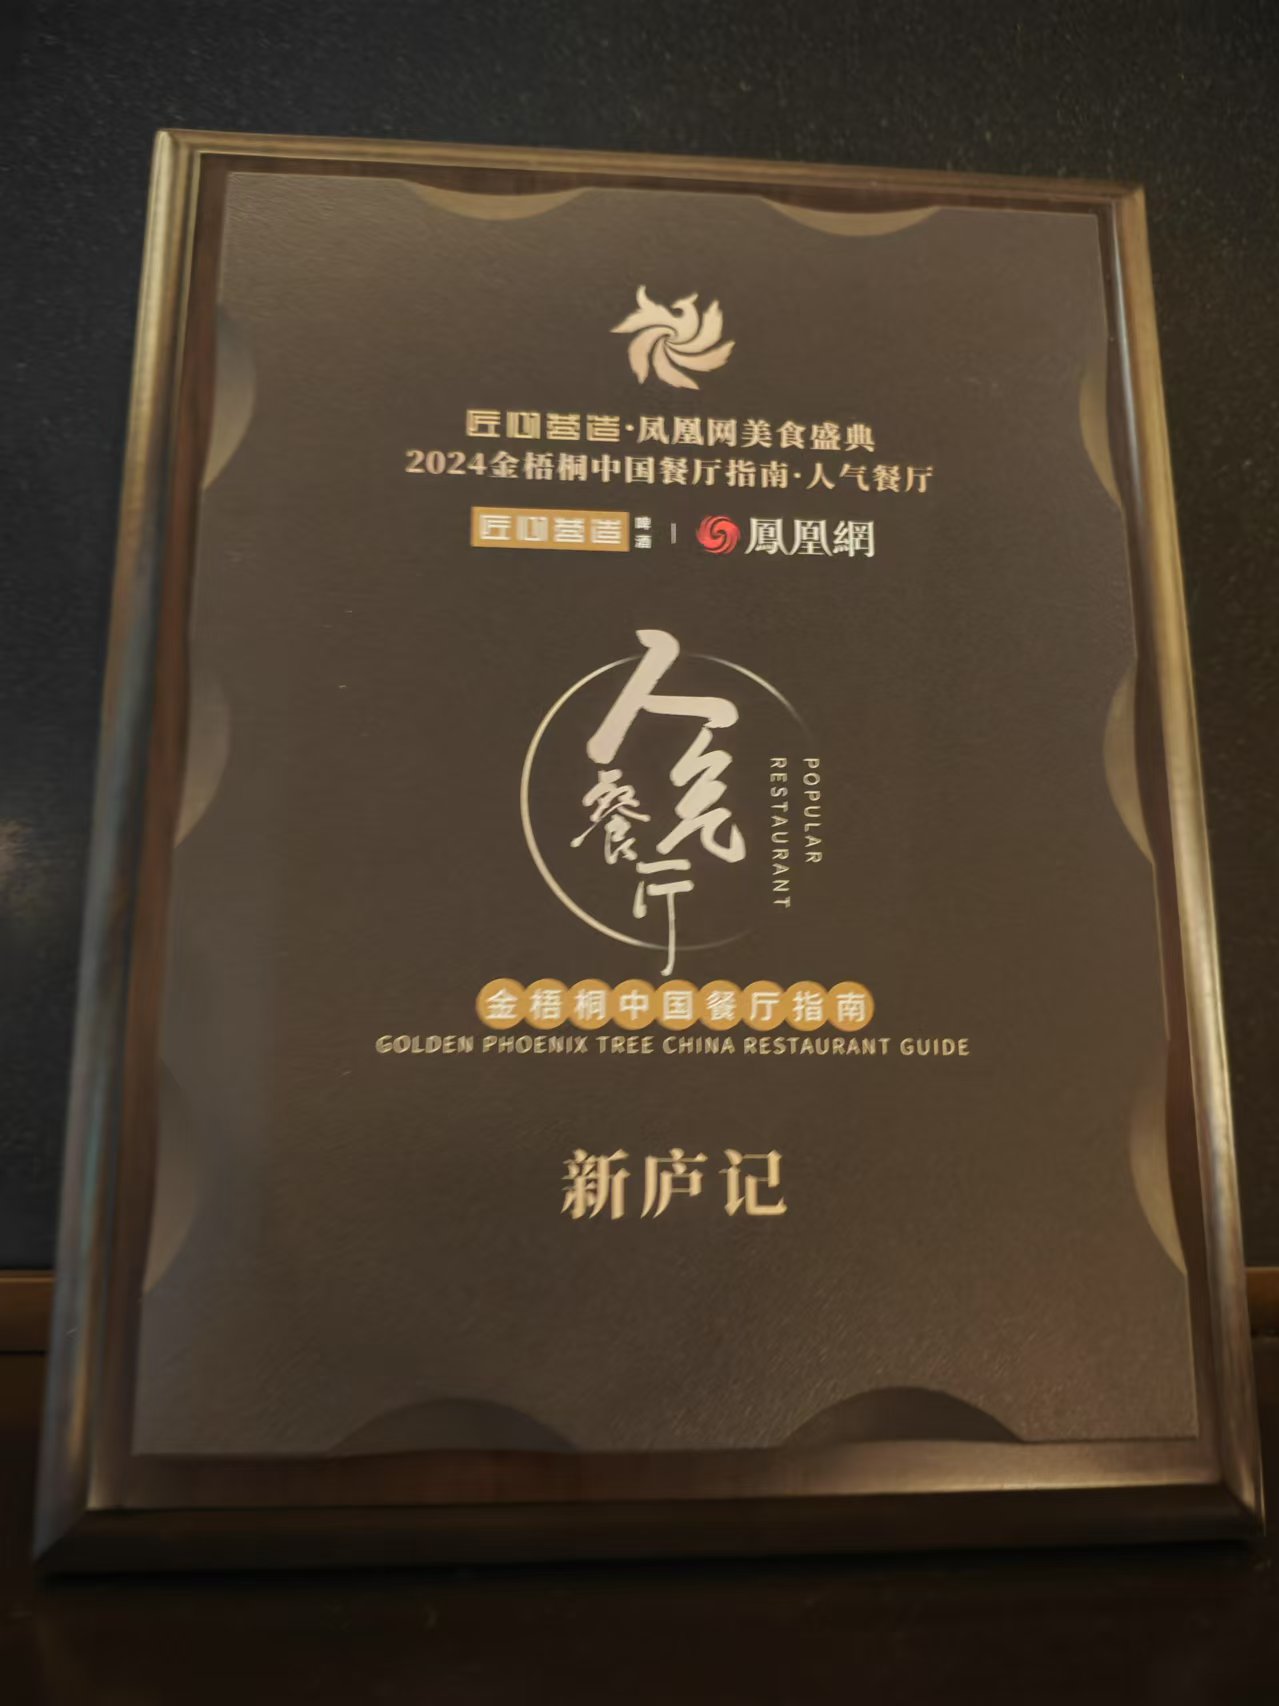 匠心营造·凤凰网美食盛典
2024金梧桐中国餐厅指南·人气餐厅
匠心营造 啤酒 | 鳳凰網
人气
餐厅
POPULAR
RESTAURANT
金梧桐中国餐厅指南
GOLDEN PHOENIX TREE CHINA RESTAURANT GUIDE
新庐记